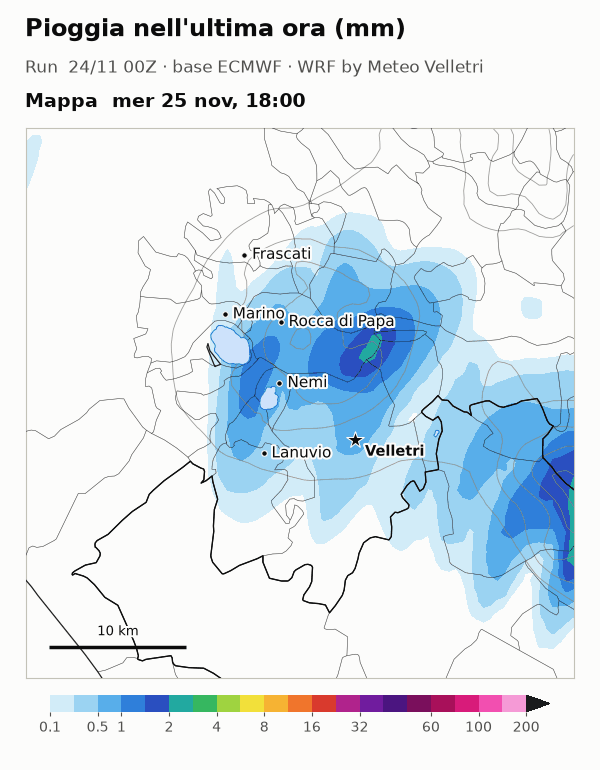 Pioggia nell'ultima ora (mm)
Run  24/11 00Z · base ECMWF · WRF by Meteo Velletri
Mappa  mer 25 nov, 18:00
Frascati
Marino
Rocca di Papa
Nemi
Velletri
Lanuvio
10 km
0.1 0.5 1 2 4 8 16 32 60 100 200